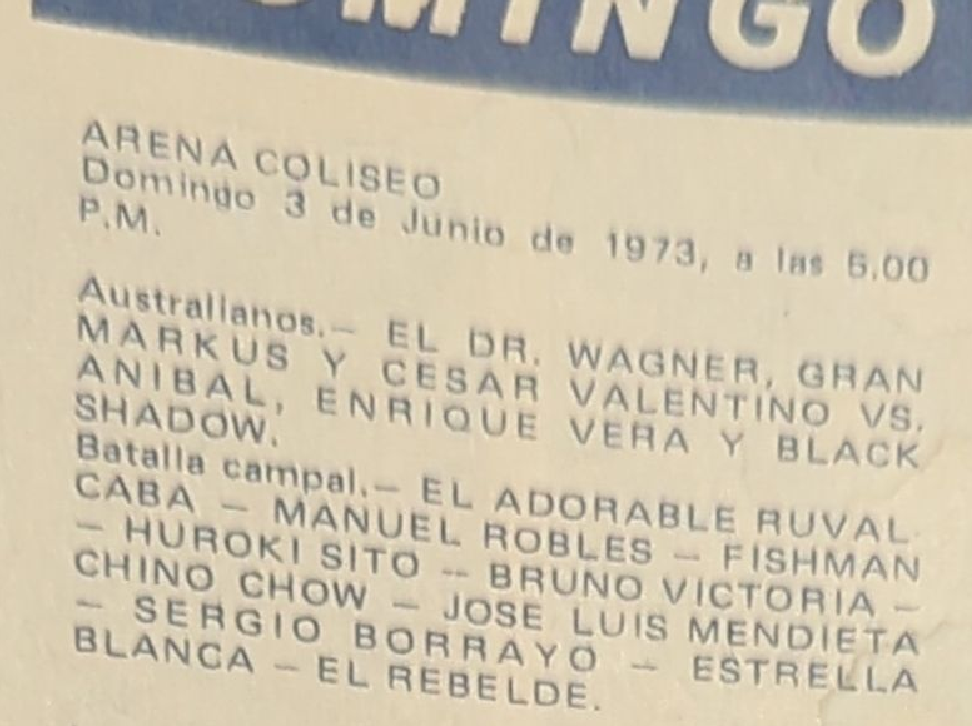 OMINGO
ARENA COLISEO
Domingo 3 de Junio de 1973, a las 5.00
P.M.
Australianos.— EL DR. WAGNER, GRAN
MARKUS Y CESAR VALENTINO VS.
ANIBAL, ENRIQUE VERA Y BLACK
SHADOW.
Batalla campal.— EL ADORABLE RUVAL-
CABA — MANUEL ROBLES — FISHMAN
— HUROKI SITO — BRUNO VICTORIA —
CHINO CHOW — JOSE LUIS MENDIETA
— SERGIO BORRAYO — ESTRELLA
BLANCA — EL REBELDE.